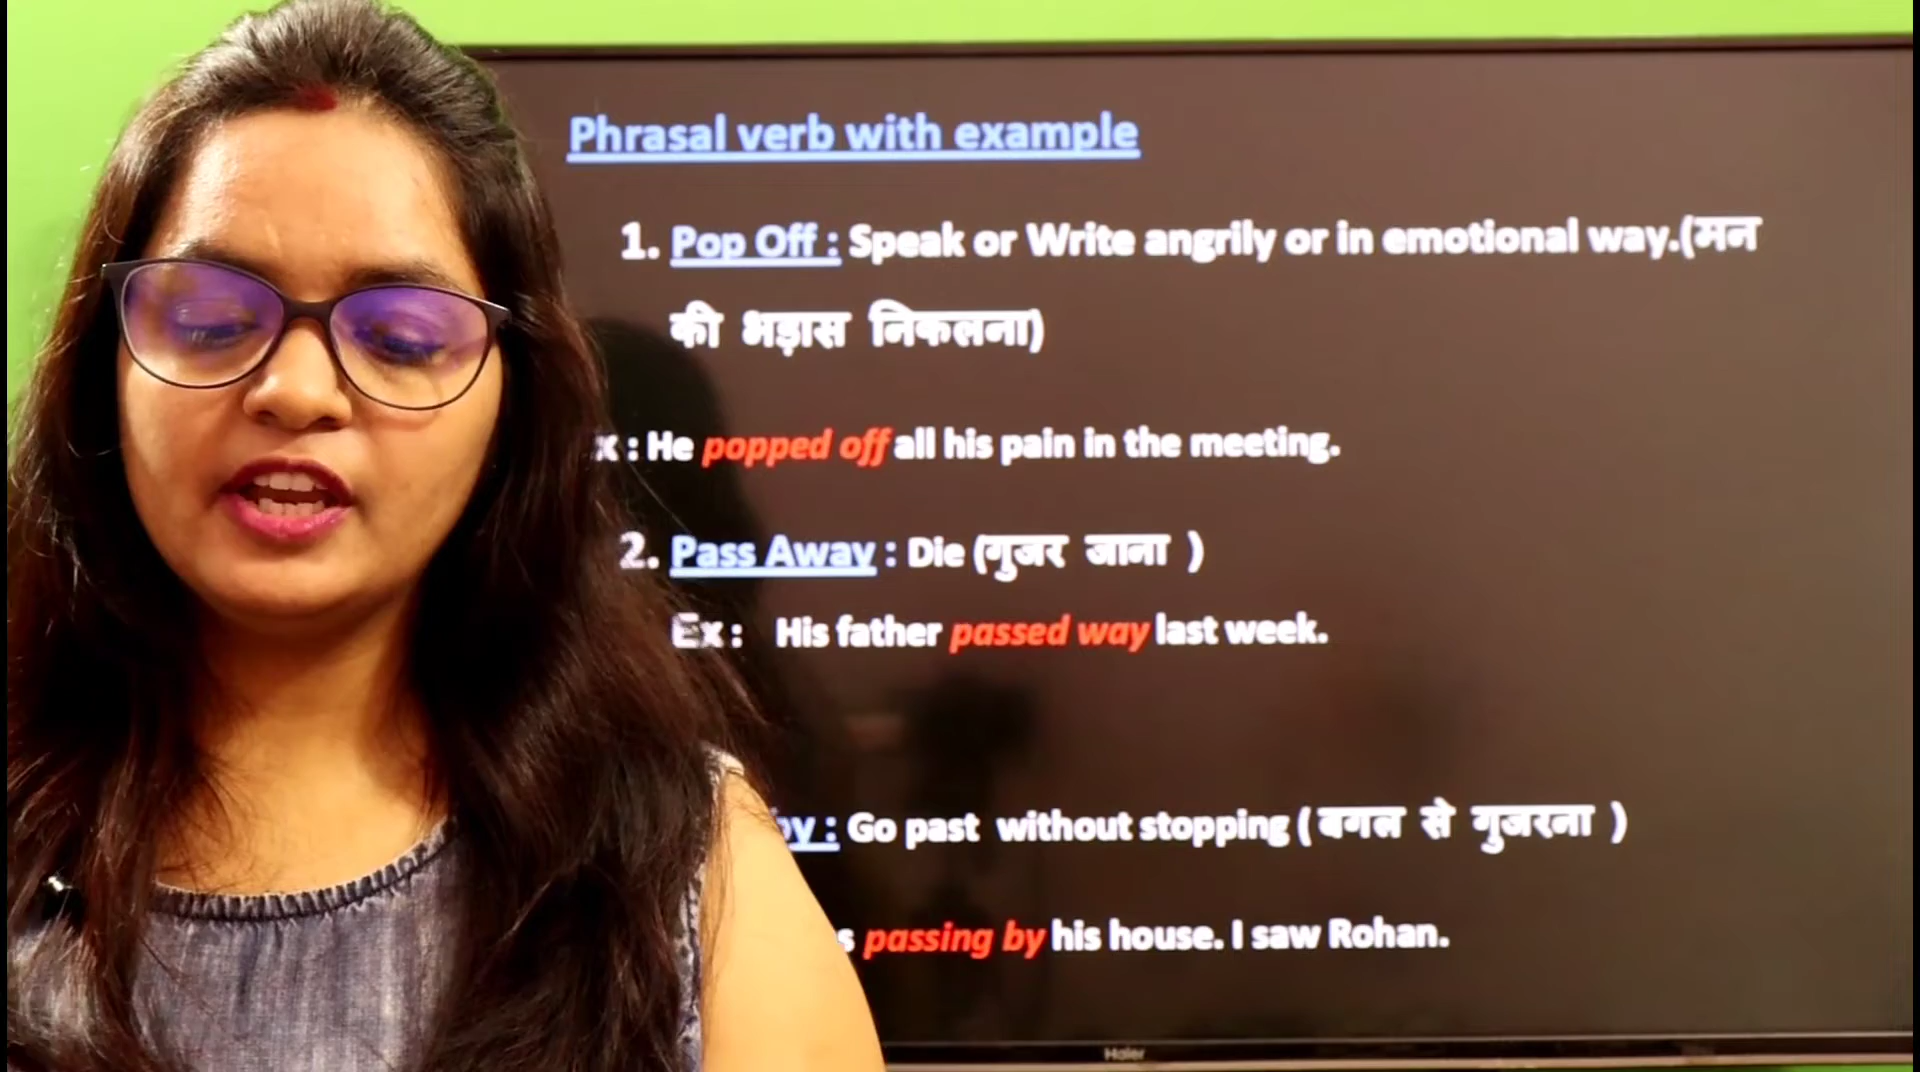 Phrasal verb with example
1. Pop Off : Speak or Write angrily or in emotional way.(मन
की भड़ास निकलना)
x : He popped off all his pain in the meeting.
2. Pass Away : Die (गुजर जाना )
Ex : His father passed way last week.
by : Go past without stopping ( बगल से गुजरना )
s passing by his house. I saw Rohan.
Haier